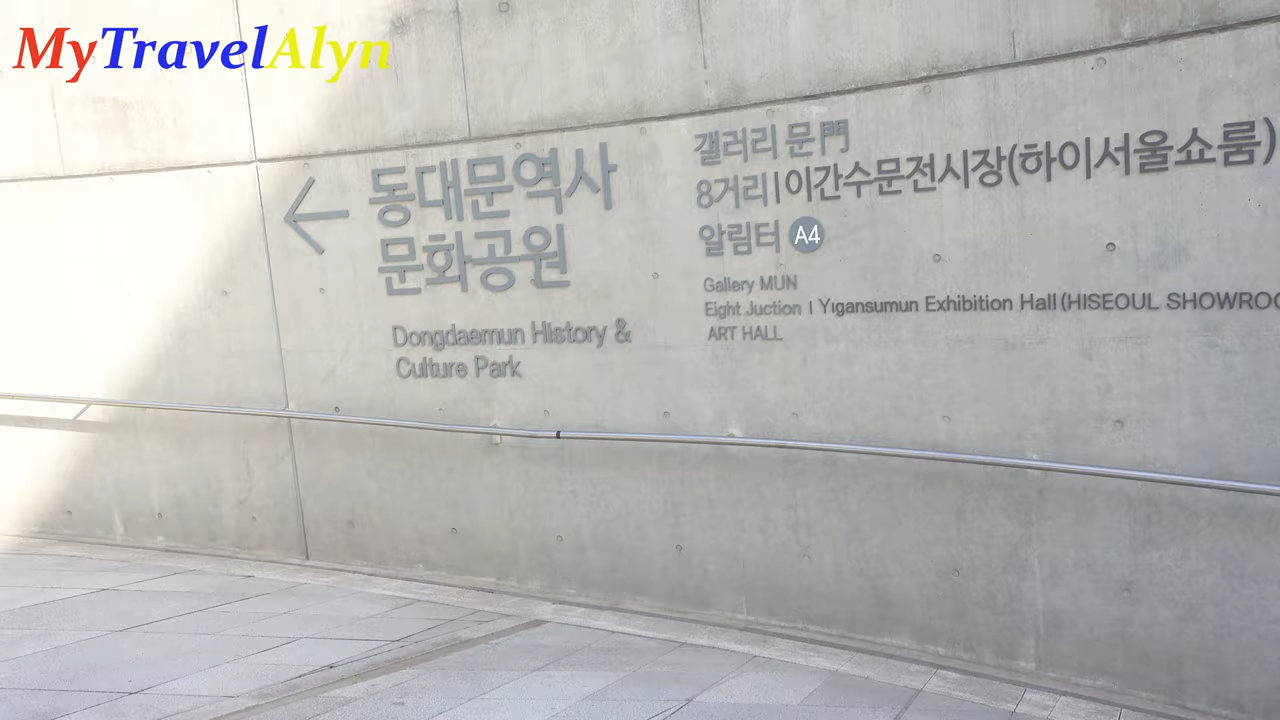 MyTravelAlyn
동대문역사
문화공원
Dongdaemun History &
Culture Park
갤러리 문門
8거리|이간수문전시장(하이서울쇼룸)
알림터 A4
Gallery MUN
Eight Juction | Yigansumun Exhibition Hall(HISEOUL SHOWROO
ART HALL